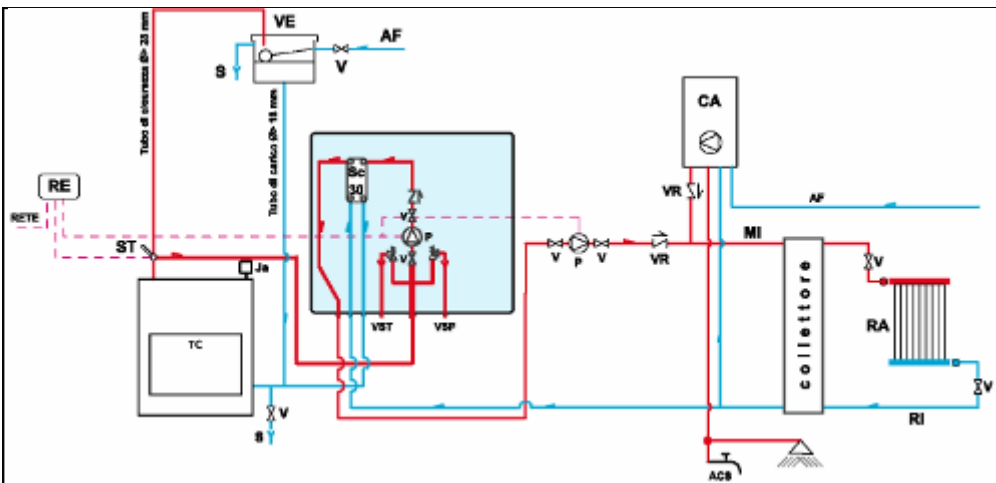 VE
AF
V
S
Tubo di sicurezza Ø> 25 mm
Tubo di carico Ø> 18 mm
CA
Sc
30
RE
RETE
V
P
V
VR
AF
ST
MI
V
P
V
VR
V
Ja
VST
VSP
RA
TC
collettore
V
V
RI
S
ACS